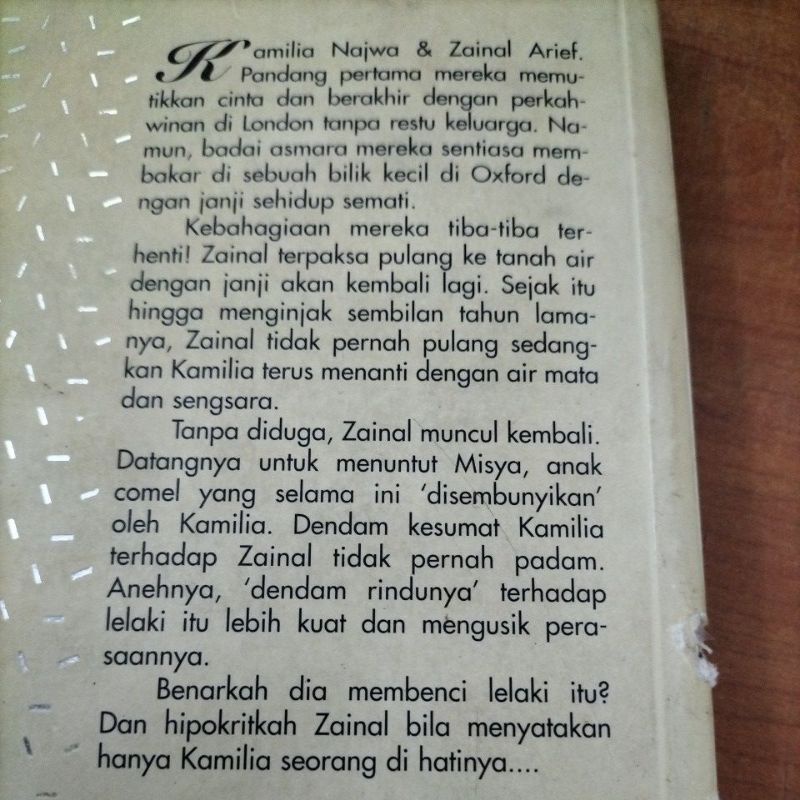 Kamilia Najwa & Zainal Arief.
Pandang pertama mereka memu-
tikkan cinta dan berakhir dengan perkah-
winan di London tanpa restu keluarga. Na-
mun, badai asmara mereka sentiasa mem-
bakar di sebuah bilik kecil di Oxford de-
ngan janji sehidup semati.
Kebahagiaan mereka tiba-tiba ter-
henti! Zainal terpaksa pulang ke tanah air
dengan janji akan kembali lagi. Sejak itu
hingga menginjak sembilan tahun lama-
nya, Zainal tidak pernah pulang sedang-
kan Kamilia terus menanti dengan air mata
dan sengsara.
Tanpa diduga, Zainal muncul kembali.
Datangnya untuk menuntut Misya, anak
comel yang selama ini ‘disembunyikan’
oleh Kamilia. Dendam kesumat Kamilia
terhadap Zainal tidak pernah padam.
Anehnya, ‘dendam rindunya’ terhadap
lelaki itu lebih kuat dan mengusik pera-
saannya.
Benarkah dia membenci lelaki itu?
Dan hipokritkah Zainal bila menyatakan
hanya Kamilia seorang di hatinya....